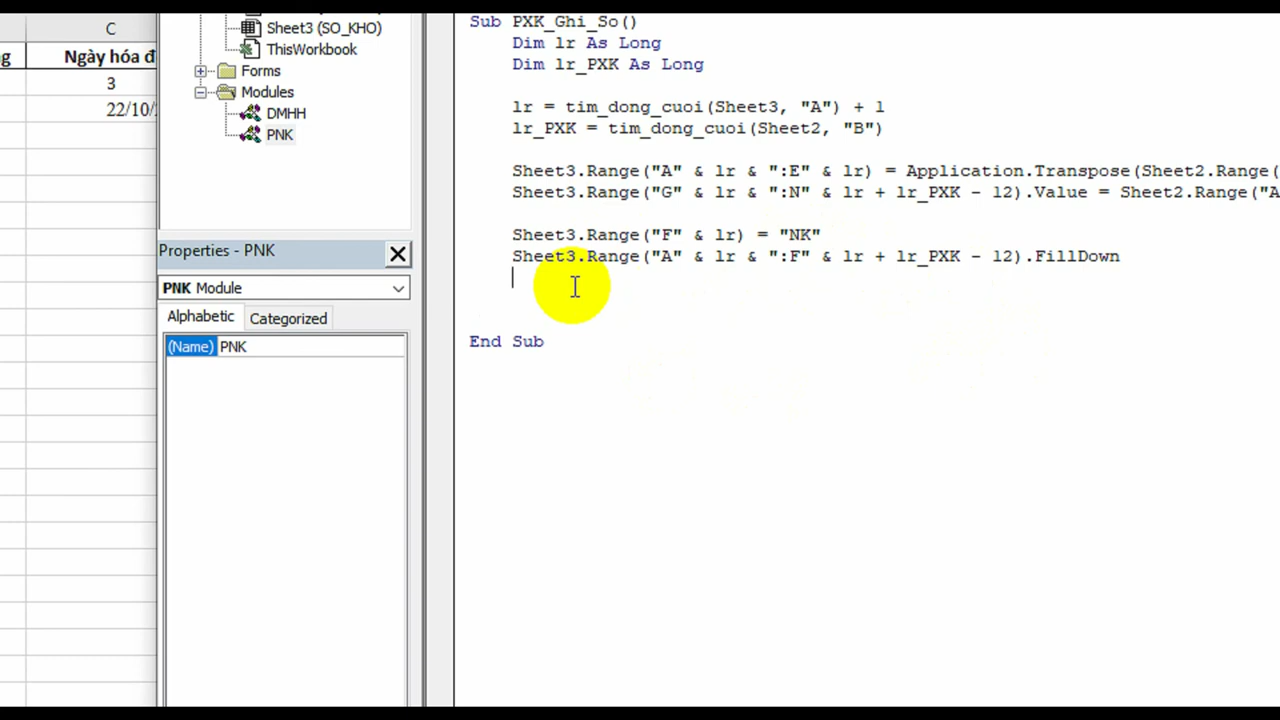 C
g
Ngày hóa đ
3
22/10/
Sheet3 (SO_KHO)
ThisWorkbook
Forms
Modules
DMHH
PNK
Properties - PNK
PNK Module
Alphabetic Categorized
(Name) PNK
Sub PXK_Ghi_So()
Dim lr As Long
Dim lr_PXK As Long
lr = tim_dong_cuoi(Sheet3, "A") + 1
lr_PXK = tim_dong_cuoi(Sheet2, "B")
Sheet3.Range("A" & lr & ":E" & lr) = Application.Transpose(Sheet2.Range(
Sheet3.Range("G" & lr & ":N" & lr + lr_PXK - 12).Value = Sheet2.Range("A
Sheet3.Range("F" & lr) = "NK"
Sheet3.Range("A" & lr & ":F" & lr + lr_PXK - 12).FillDown
End Sub